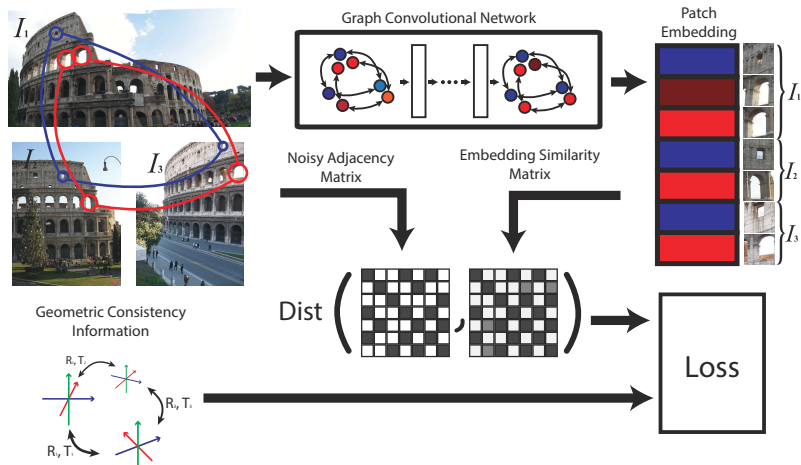 I₁
Graph Convolutional Network
Patch
Embedding
I₁
I₃
Noisy Adjacency
Matrix
Embedding Similarity
Matrix
I₂
I₃
Dist ( , )
Geometric Consistency
Information
Loss